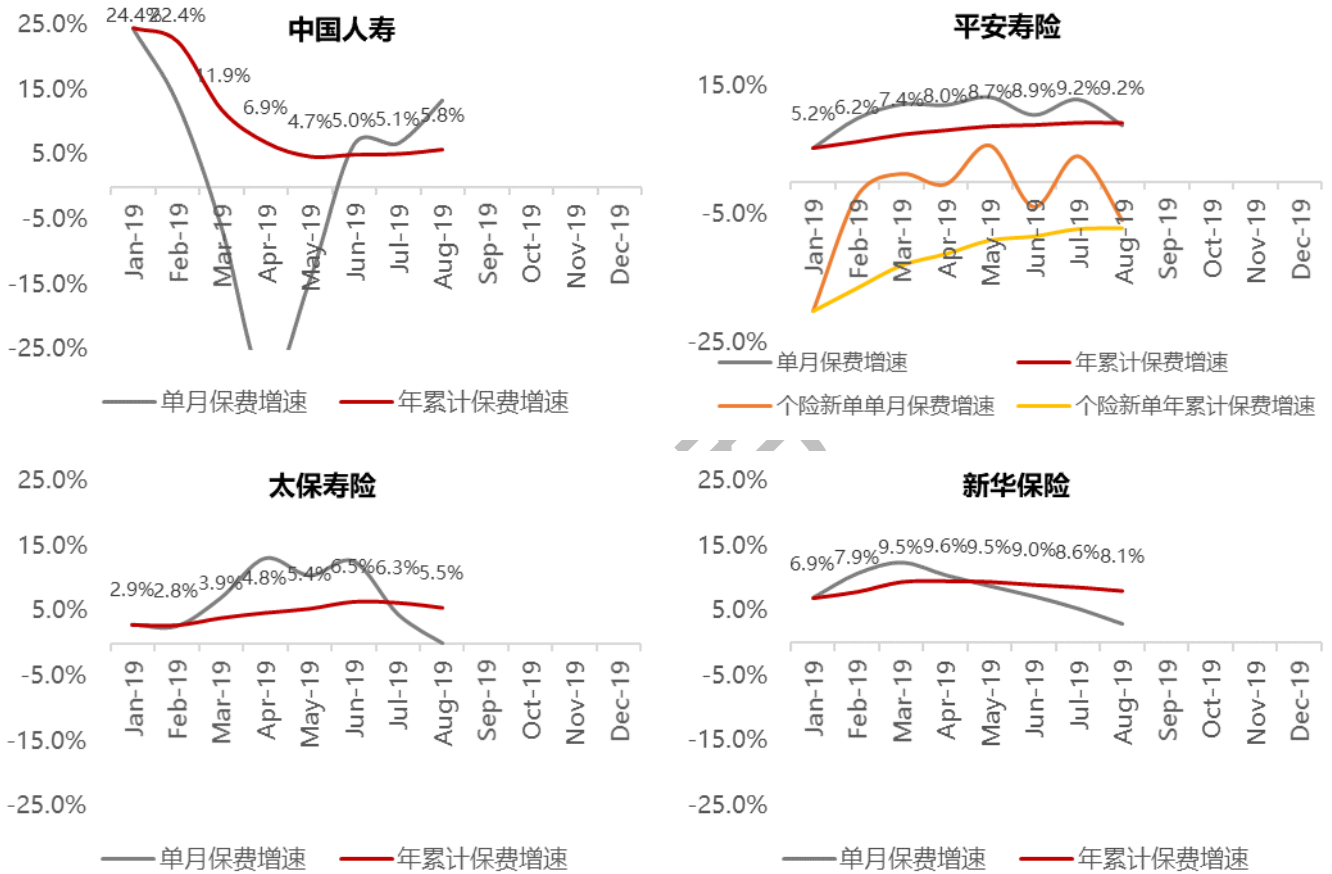 中国人寿
25.0%
15.0%
5.0%
-5.0%
-15.0%
-25.0%
24.4% 22.4% 11.9% 6.9% 4.7% 5.0% 5.1% 5.8%
Jan-19 Feb-19 Mar-19 Apr-19 May-19 Jun-19 Jul-19 Aug-19 Sep-19 Oct-19 Nov-19 Dec-19
单月保费增速 年累计保费增速
平安寿险
15.0%
-5.0%
-25.0%
5.2% 6.2% 7.4% 8.0% 8.7% 8.9% 9.2% 9.2%
Jan-19 Feb-19 Mar-19 Apr-19 May-19 Jun-19 Jul-19 Aug-19 Sep-19 Oct-19 Nov-19 Dec-19
单月保费增速 年累计保费增速
个险新单单月保费增速 个险新单年累计保费增速
太保寿险
25.0%
15.0%
5.0%
-5.0%
-15.0%
-25.0%
2.9% 2.8% 3.9% 4.8% 5.4% 6.5% 6.3% 5.5%
Jan-19 Feb-19 Mar-19 Apr-19 May-19 Jun-19 Jul-19 Aug-19 Sep-19 Oct-19 Nov-19 Dec-19
单月保费增速 年累计保费增速
新华保险
25.0%
15.0%
5.0%
-5.0%
-15.0%
-25.0%
6.9% 7.9% 9.5% 9.6% 9.5% 9.0% 8.6% 8.1%
Jan-19 Feb-19 Mar-19 Apr-19 May-19 Jun-19 Jul-19 Aug-19 Sep-19 Oct-19 Nov-19 Dec-19
单月保费增速 年累计保费增速